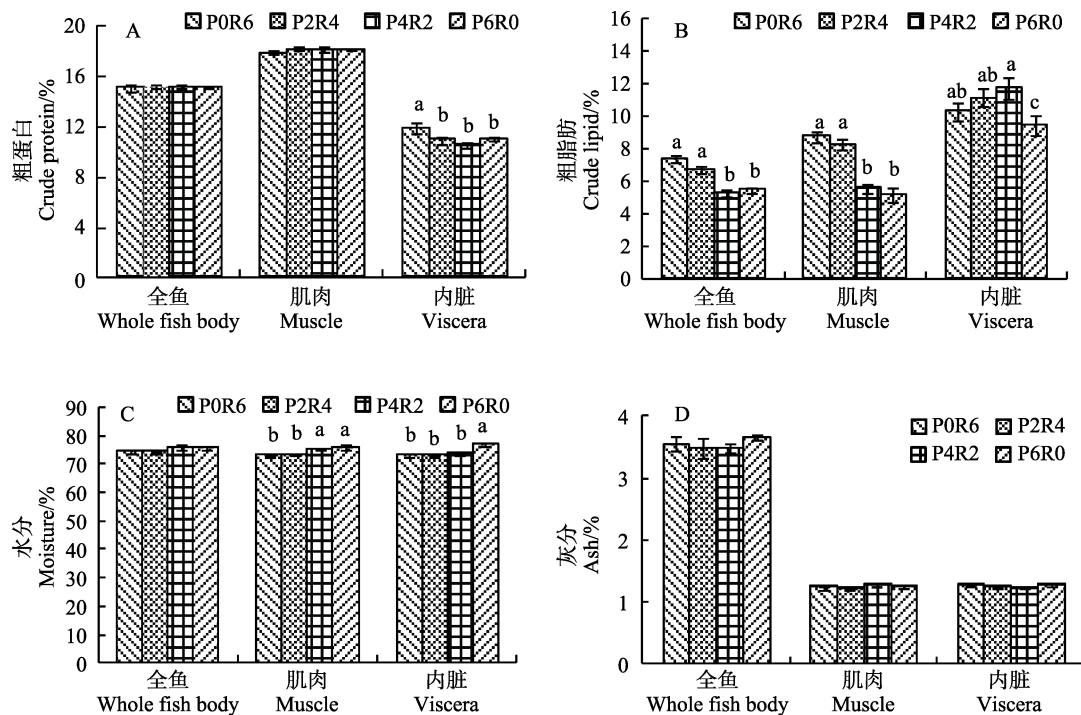 A P0R6 P2R4 P4R2 P6R0
粗蛋白
Crude protein/%
20
16
12
8
4
0
a b b b
全鱼 肌肉 内脏
Whole fish body Muscle Viscera
B P0R6 P2R4 P4R2 P6R0
粗脂肪
Crude lipid/%
16
14
12
10
8
6
4
2
0
a a b b a a b b ab ab a c
全鱼 肌肉 内脏
Whole fish body Muscle Viscera
C P0R6 P2R4 P4R2 P6R0
水分
Moisture/%
90
80
70
60
50
40
30
20
10
0
b b a a b b b a
全鱼 肌肉 内脏
Whole fish body Muscle Viscera
D
P0R6 P2R4
P4R2 P6R0
灰分
Ash/%
4
3
2
1
0
全鱼 肌肉 内脏
Whole fish body Muscle Viscera